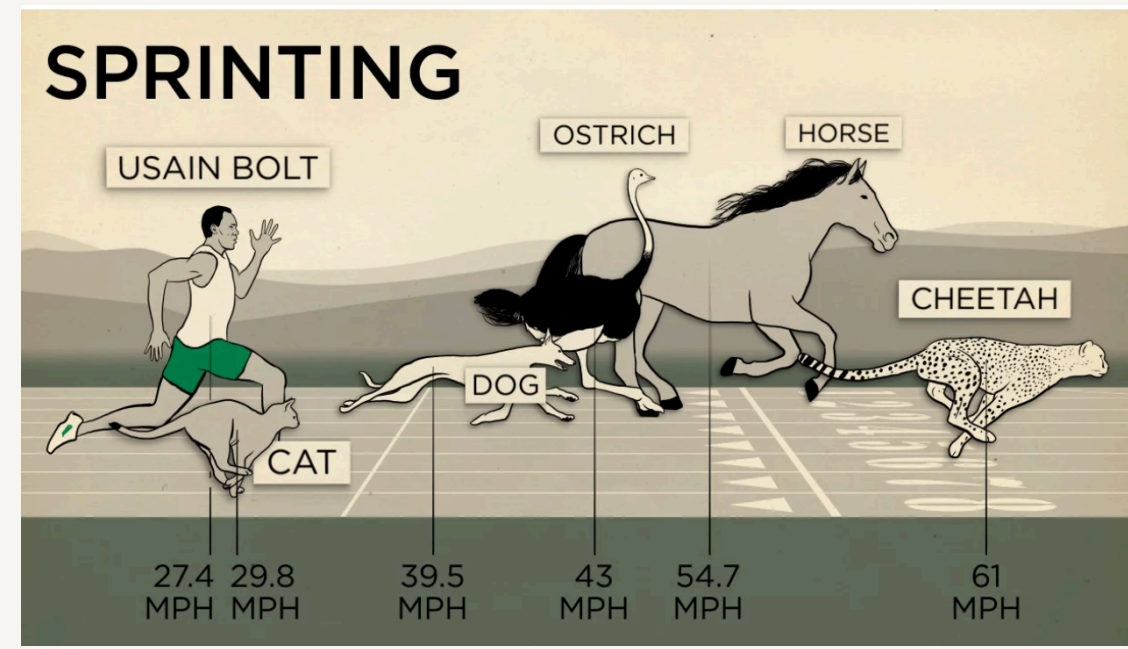 SPRINTING
USAIN BOLT
OSTRICH
HORSE
CHEETAH
DOG
CAT
27.4 MPH
29.8 MPH
39.5 MPH
43 MPH
54.7 MPH
61 MPH